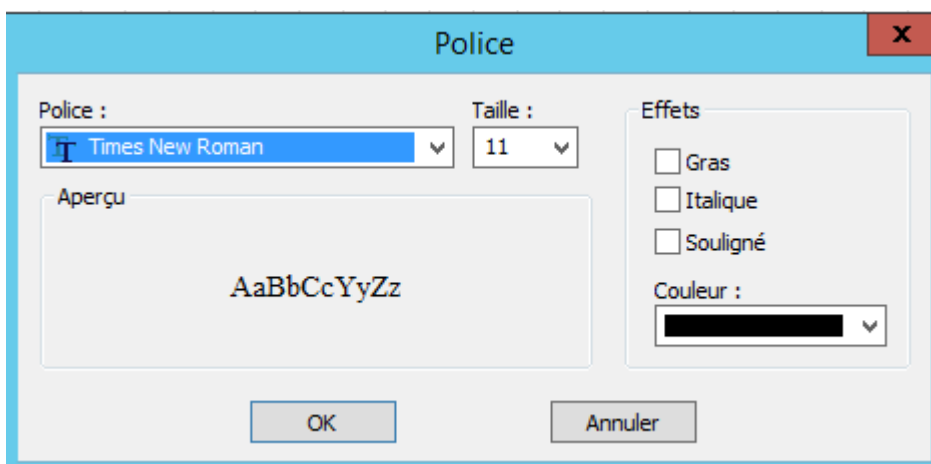 Police
x
Police :
Taille :
Effets
Times New Roman
11
Gras
Italique
Souligné
Aperçu
AaBbCcYyZz
Couleur :
OK
Annuler